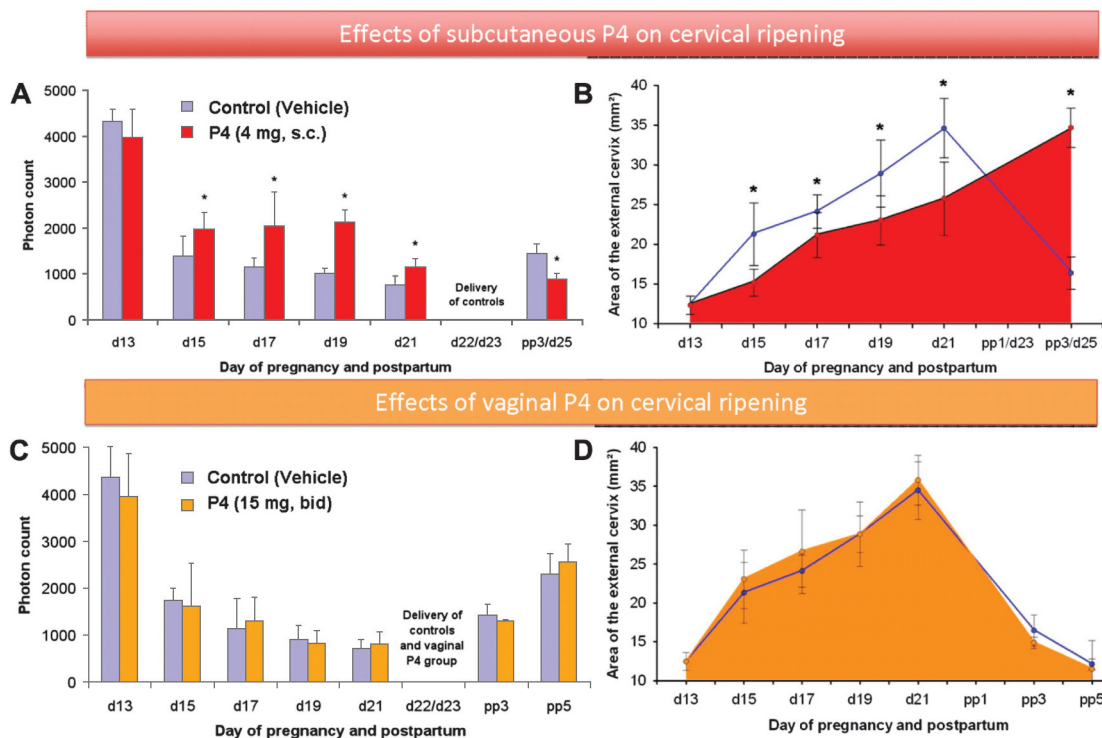 Effects of subcutaneous P4 on cervical ripening
A
5000
4000
3000
2000
1000
0
Photon count
Control (Vehicle)
P4 (4 mg, s.c.)
*
*
*
*
*
Delivery
of controls
d13 d15 d17 d19 d21 d22/d23 pp3/d25
Day of pregnancy and postpartum
B
40
35
30
25
20
15
10
Area of the external cervix (mm²)
*
*
*
*
*
d13 d15 d17 d19 d21 pp1/d23 pp3/d25
Day of pregnancy and postpartum
Effects of vaginal P4 on cervical ripening
C
5000
4000
3000
2000
1000
0
Photon count
Control (Vehicle)
P4 (15 mg, bid)
Delivery of
controls
and vaginal
P4 group
d13 d15 d17 d19 d21 d22/d23 pp3 pp5
Day of pregnancy and postpartum
D
40
35
30
25
20
15
10
Area of the external cervix (mm²)
d13 d15 d17 d19 d21 pp1 pp3 pp5
Day of pregnancy and postpartum